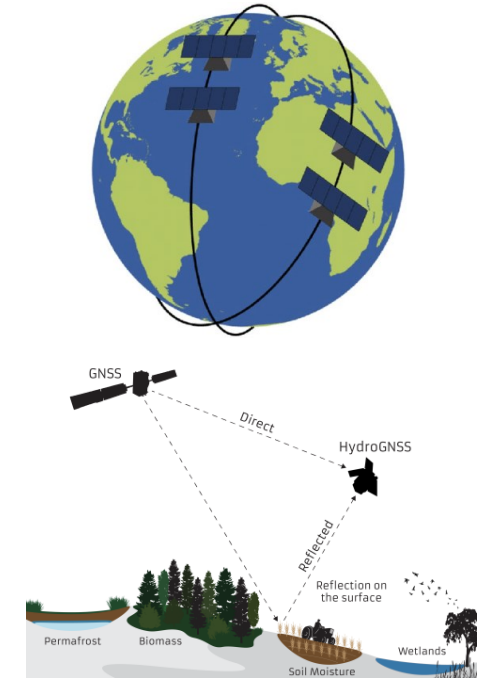 GNSS
Direct
HydroGNSS
Reflected
Reflection on
the surface
Permafrost
Biomass
Wetlands
Soil Moisture